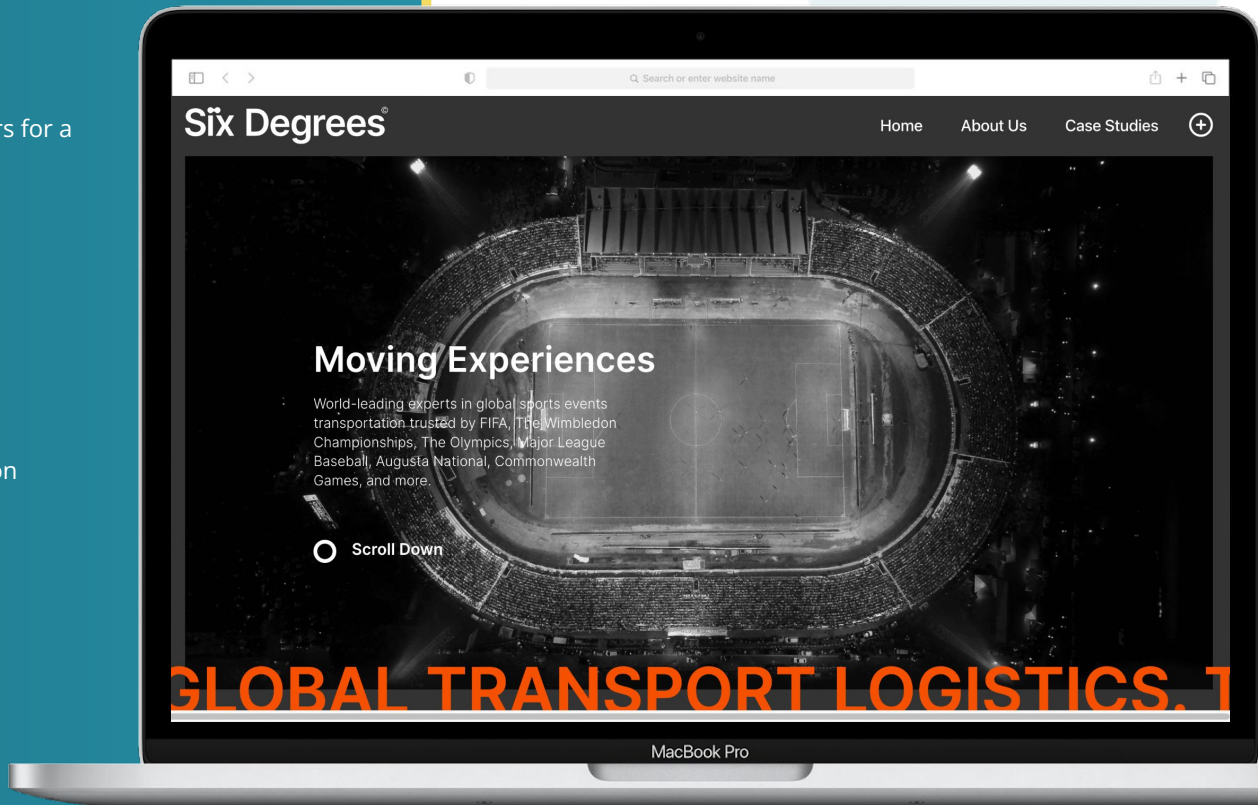 rs for a
on
Search or enter website name
Sïx Degrees©
Home About Us Case Studies
Moving Experiences
World-leading experts in global sports events
transportation trusted by FIFA, The Wimbledon
Championships, The Olympics, Major League
Baseball, Augusta National, Commonwealth
Games, and more.
Scroll Down
GLOBAL TRANSPORT LOGISTICS. T
MacBook Pro